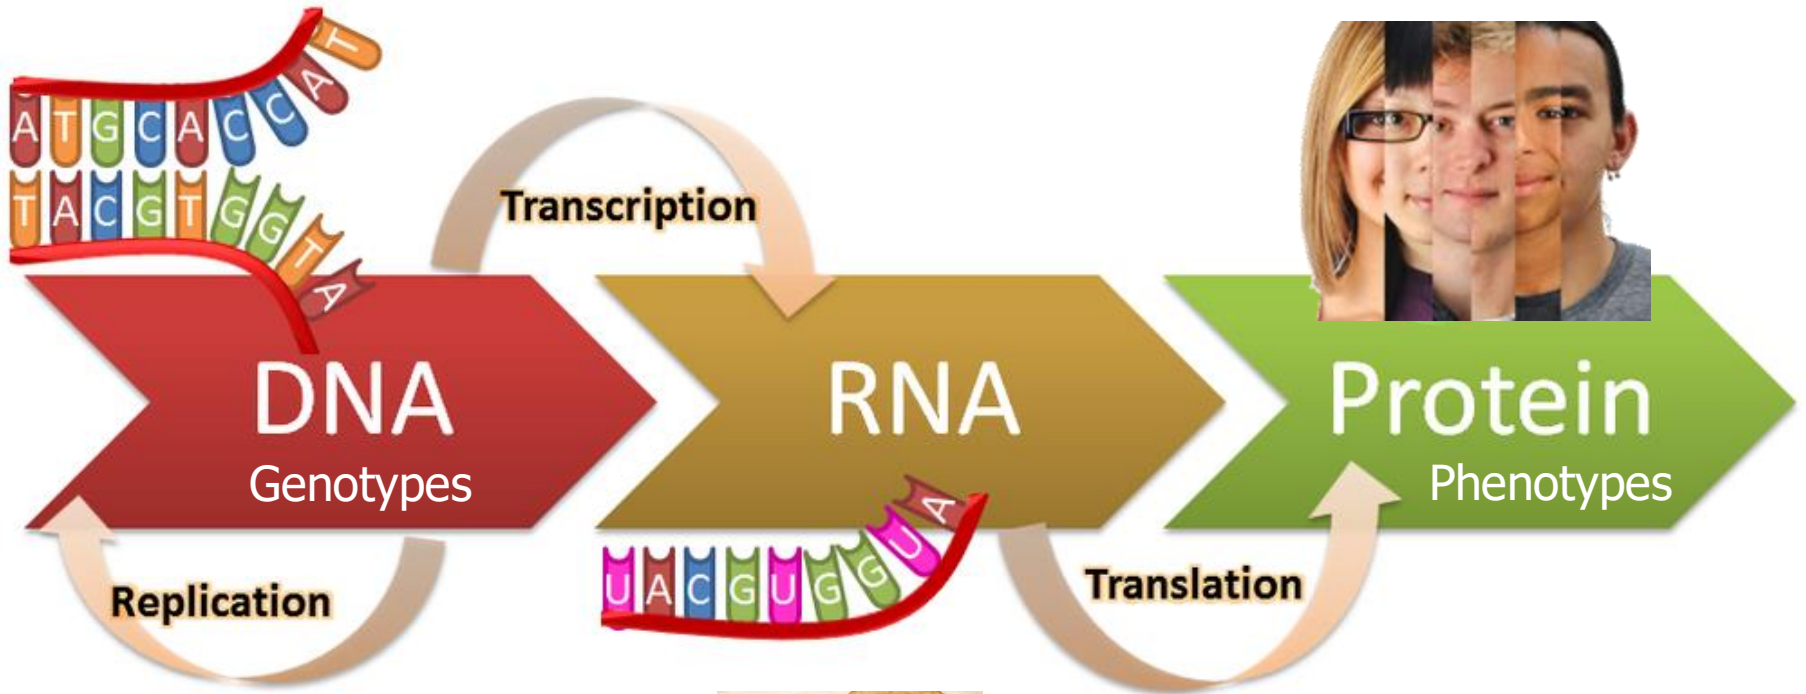 ATGCACCAT
TACGTGGTA
Transcription
DNA
Genotypes
RNA
Protein
Phenotypes
UACGUGGUA
Replication
Translation